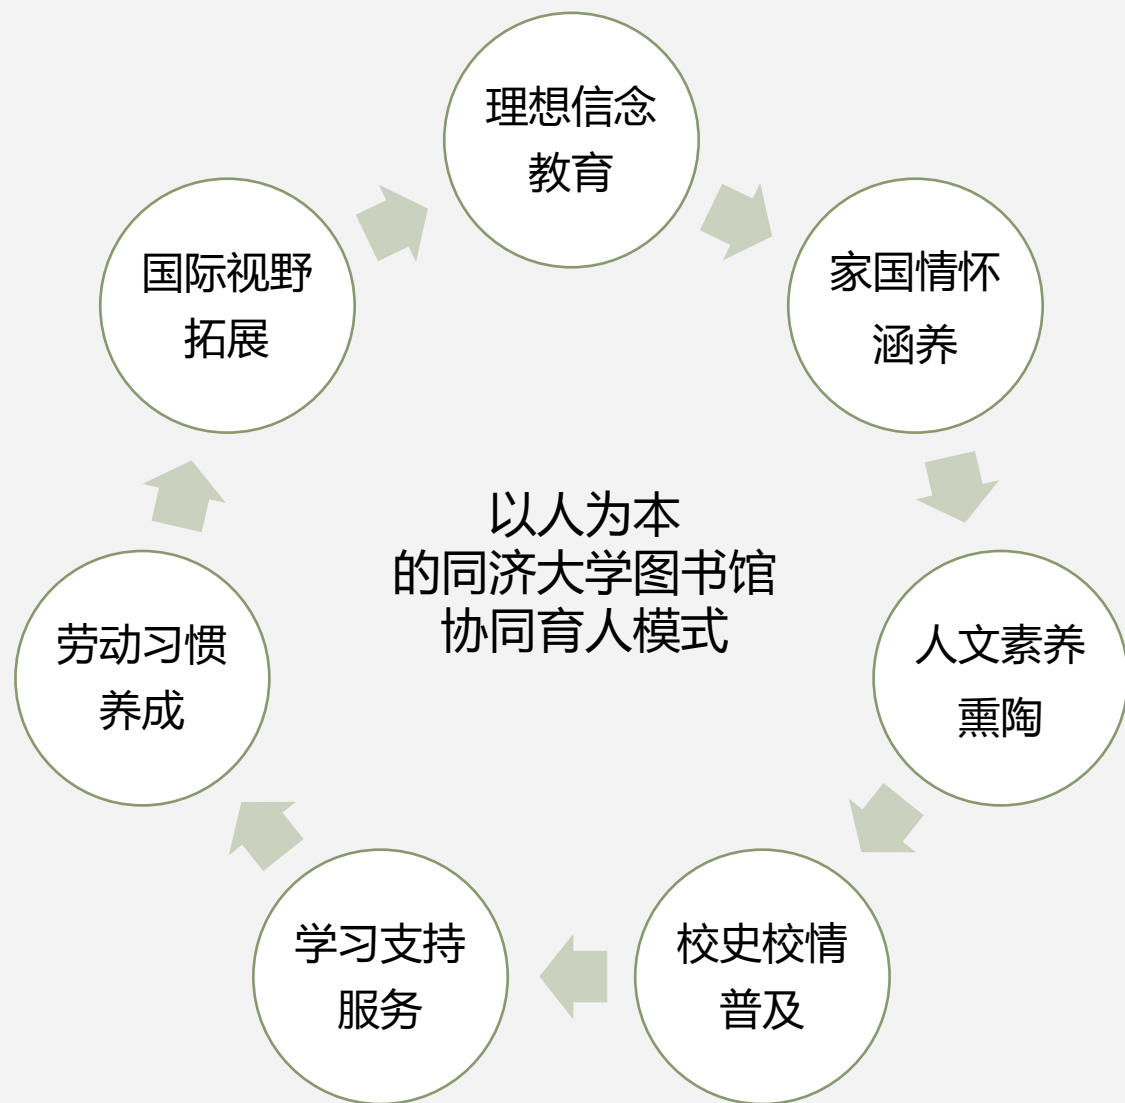 理想信念
教育
家国情怀
涵养
人文素养
熏陶
校史校情
普及
学习支持
服务
劳动习惯
养成
国际视野
拓展
以人为本
的同济大学图书馆
协同育人模式